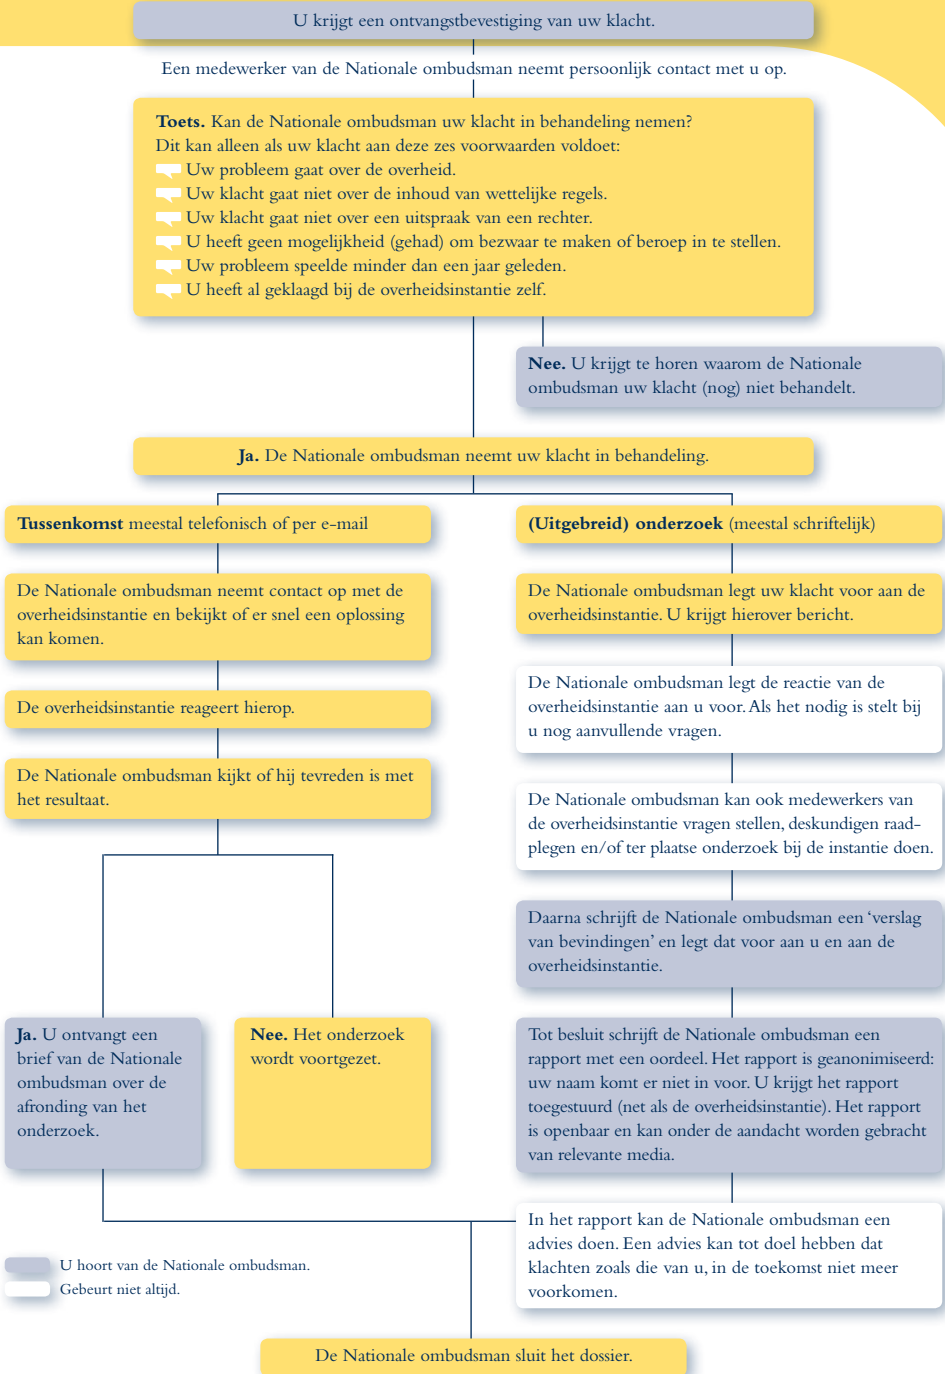 U krijgt een ontvangstbevestiging van uw klacht.
Een medewerker van de Nationale ombudsman neemt persoonlijk contact met u op.
Toets. Kan de Nationale ombudsman uw klacht in behandeling nemen?
Dit kan alleen als uw klacht aan deze zes voorwaarden voldoet:
Uw probleem gaat over de overheid.
Uw klacht gaat niet over de inhoud van wettelijke regels.
Uw klacht gaat niet over een uitspraak van een rechter.
U heeft geen mogelijkheid (gehad) om bezwaar te maken of beroep in te stellen.
Uw probleem speelde minder dan een jaar geleden.
U heeft al geklaagd bij de overheidsinstantie zelf.
Nee. U krijgt te horen waarom de Nationale
ombudsman uw klacht (nog) niet behandelt.
Ja. De Nationale ombudsman neemt uw klacht in behandeling.
Tussenkomst meestal telefonisch of per e-mail
De Nationale ombudsman neemt contact op met de
overheidsinstantie en bekijkt of er snel een oplossing
kan komen.
De overheidsinstantie reageert hierop.
De Nationale ombudsman kijkt of hij tevreden is met
het resultaat.
Ja. U ontvangt een
brief van de Nationale
ombudsman over de
afronding van het
onderzoek.
Nee. Het onderzoek
wordt voortgezet.
(Uitgebreid) onderzoek (meestal schriftelijk)
De Nationale ombudsman legt uw klacht voor aan de
overheidsinstantie. U krijgt hierover bericht.
De Nationale ombudsman legt de reactie van de
overheidsinstantie aan u voor. Als het nodig is stelt bij
u nog aanvullende vragen.
De Nationale ombudsman kan ook medewerkers van
de overheidsinstantie vragen stellen, deskundigen raad-
plegen en/of ter plaatse onderzoek bij de instantie doen.
Daarna schrijft de Nationale ombudsman een ‘verslag
van bevindingen’ en legt dat voor aan u en aan de
overheidsinstantie.
Tot besluit schrijft de Nationale ombudsman een
rapport met een oordeel. Het rapport is geanonimiseerd:
uw naam komt er niet in voor. U krijgt het rapport
toegestuurd (net als de overheidsinstantie). Het rapport
is openbaar en kan onder de aandacht worden gebracht
van relevante media.
In het rapport kan de Nationale ombudsman een
advies doen. Een advies kan tot doel hebben dat
klachten zoals die van u, in de toekomst niet meer
voorkomen.
U hoort van de Nationale ombudsman.
Gebeurt niet altijd.
De Nationale ombudsman sluit het dossier.